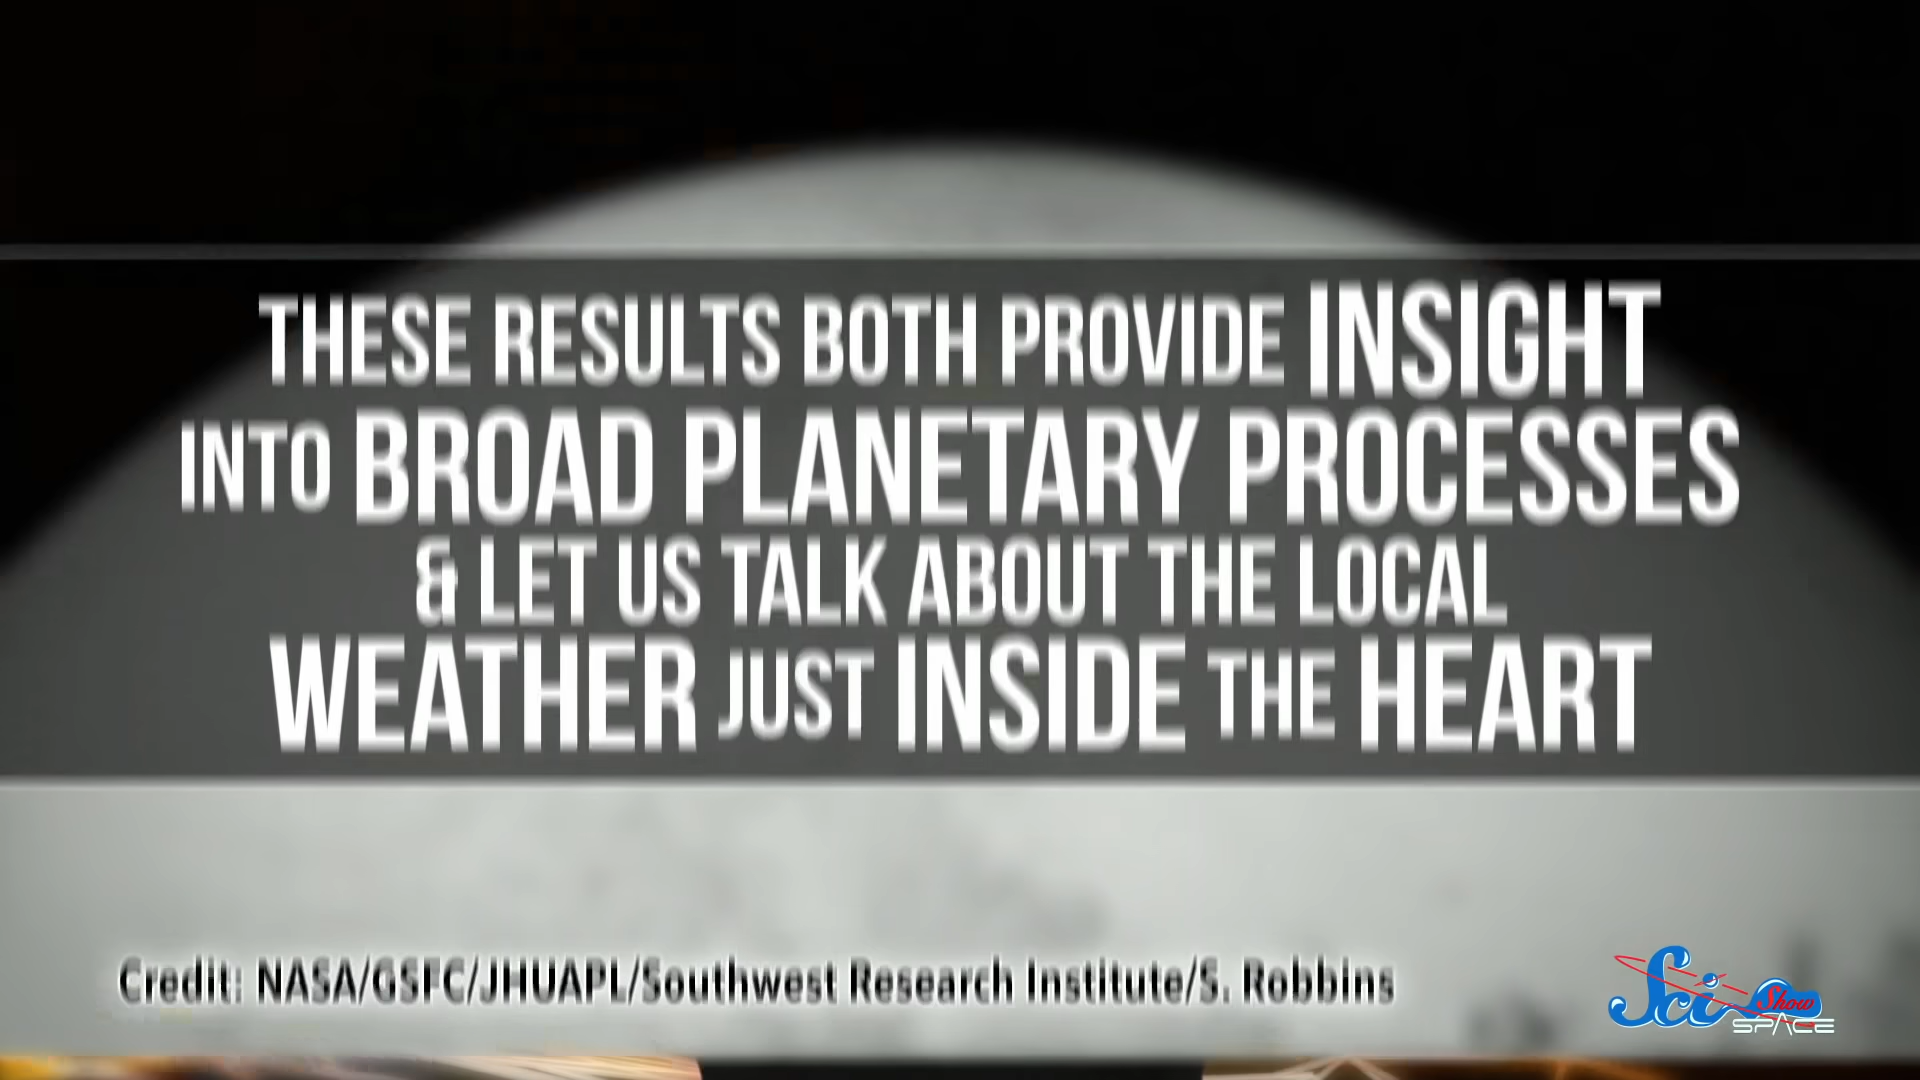 THESE RESULTS BOTH PROVIDE INSIGHT
INTO BROAD PLANETARY PROCESSES
& LET US TALK ABOUT THE LOCAL
WEATHER JUST INSIDE THE HEART
Credit: NASA/GSFC/JHUAPL/Southwest Research Institute/S. Robbins
Sci Show
SPACE